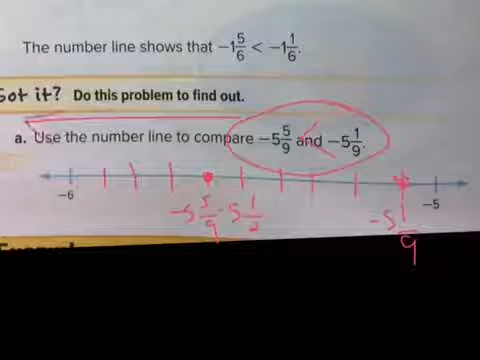 The number line shows that −1 5/6 < −1 1/6.
Got it? Do this problem to find out.
a. Use the number line to compare −5 5/9 and < −5 1/9.
−6 −5
−5 5/9 −5 1/2 −5 1/9